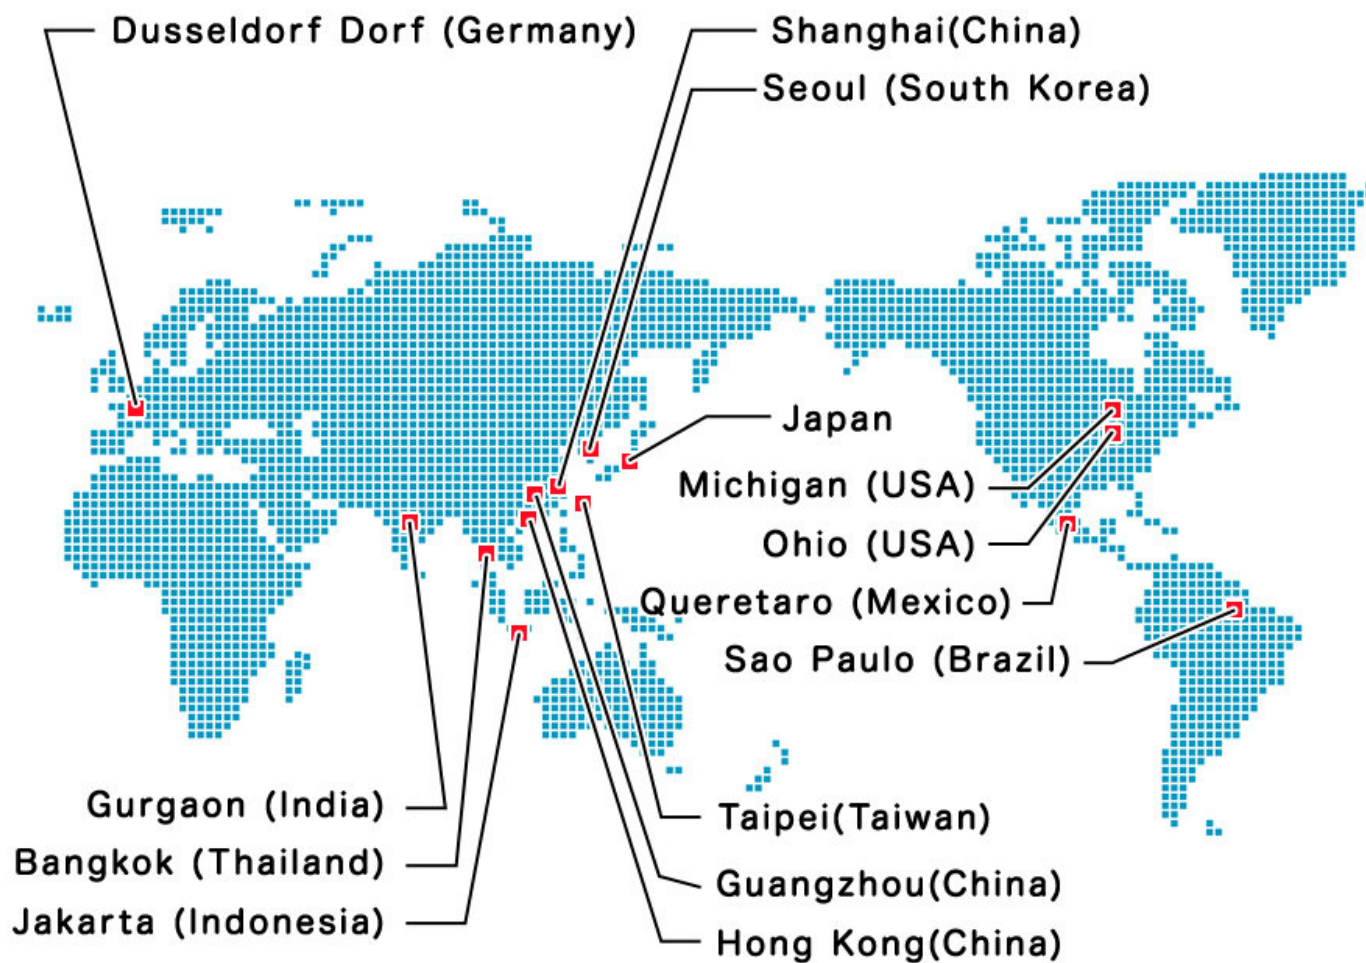 Dusseldorf Dorf (Germany)
Shanghai(China)
Seoul (South Korea)
Japan
Michigan (USA)
Ohio (USA)
Queretaro (Mexico)
Sao Paulo (Brazil)
Gurgaon (India)
Bangkok (Thailand)
Jakarta (Indonesia)
Taipei(Taiwan)
Guangzhou(China)
Hong Kong(China)